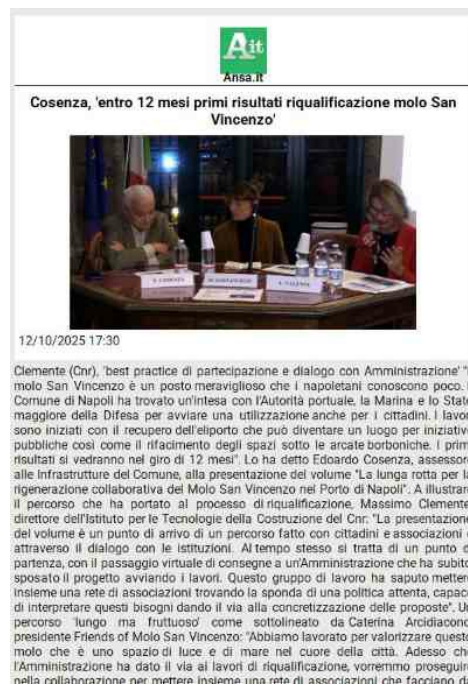 Ait
Ansa.it
Cosenza, 'entro 12 mesi primi risultati riqualificazione molo San
Vincenzo'
12/10/2025 17:30
Clemente (Cnr), 'best practice di partecipazione e dialogo con Amministrazione' "
molo San Vincenzo è un posto meraviglioso che i napoletani conoscono poco.
Comune di Napoli ha trovato un'intesa con l'Autorità portuale, la Marina e lo Stato
maggiore della Difesa per avviare una utilizzazione anche per i cittadini. I lavo
sono iniziati con il recupero dell'eliporto che può diventare un luogo per iniziativ
pubbliche così come il rifacimento degli spazi sotto le arcate borboniche. I prim
risultati si vedranno nel giro di 12 mesi". Lo ha detto Edoardo Cosenza, assessor
alle Infrastrutture del Comune, alla presentazione del volume "La lunga rotta per la
rigenerazione collaborativa del Molo San Vincenzo nel Porto di Napoli". A illustrare
il percorso che ha portato al processo di riqualificazione, Massimo Clemente,
direttore dell'Istituto per le Tecnologie della Costruzione del Cnr: "La presentazione
del volume è un punto di arrivo di un percorso fatto con cittadini e associazioni
attraverso il dialogo con le istituzioni. Al tempo stesso si tratta di un punto d
partenza, con il passaggio virtuale di consegne a un'Amministrazione che ha subito
sposato il progetto avviando i lavori. Questo gruppo di lavoro ha saputo metter
insieme una rete di associazioni trovando la sponda di una politica attenta, capac
di interpretare questi bisogni dando il via alla concretizzazione delle proposte". U
percorso 'lungo ma fruttuoso' come sottolineato da Caterina Arcidiacono
presidente Friends of Molo San Vincenzo: "Abbiamo lavorato per valorizzare questo
molo che è uno spazio di luce e di mare nel cuore della città. Adesso che
l'Amministrazione ha dato il via ai lavori di riqualificazione, vorremmo proseguir
nella collaborazione per mettere insieme una rete di associazioni che facciano da